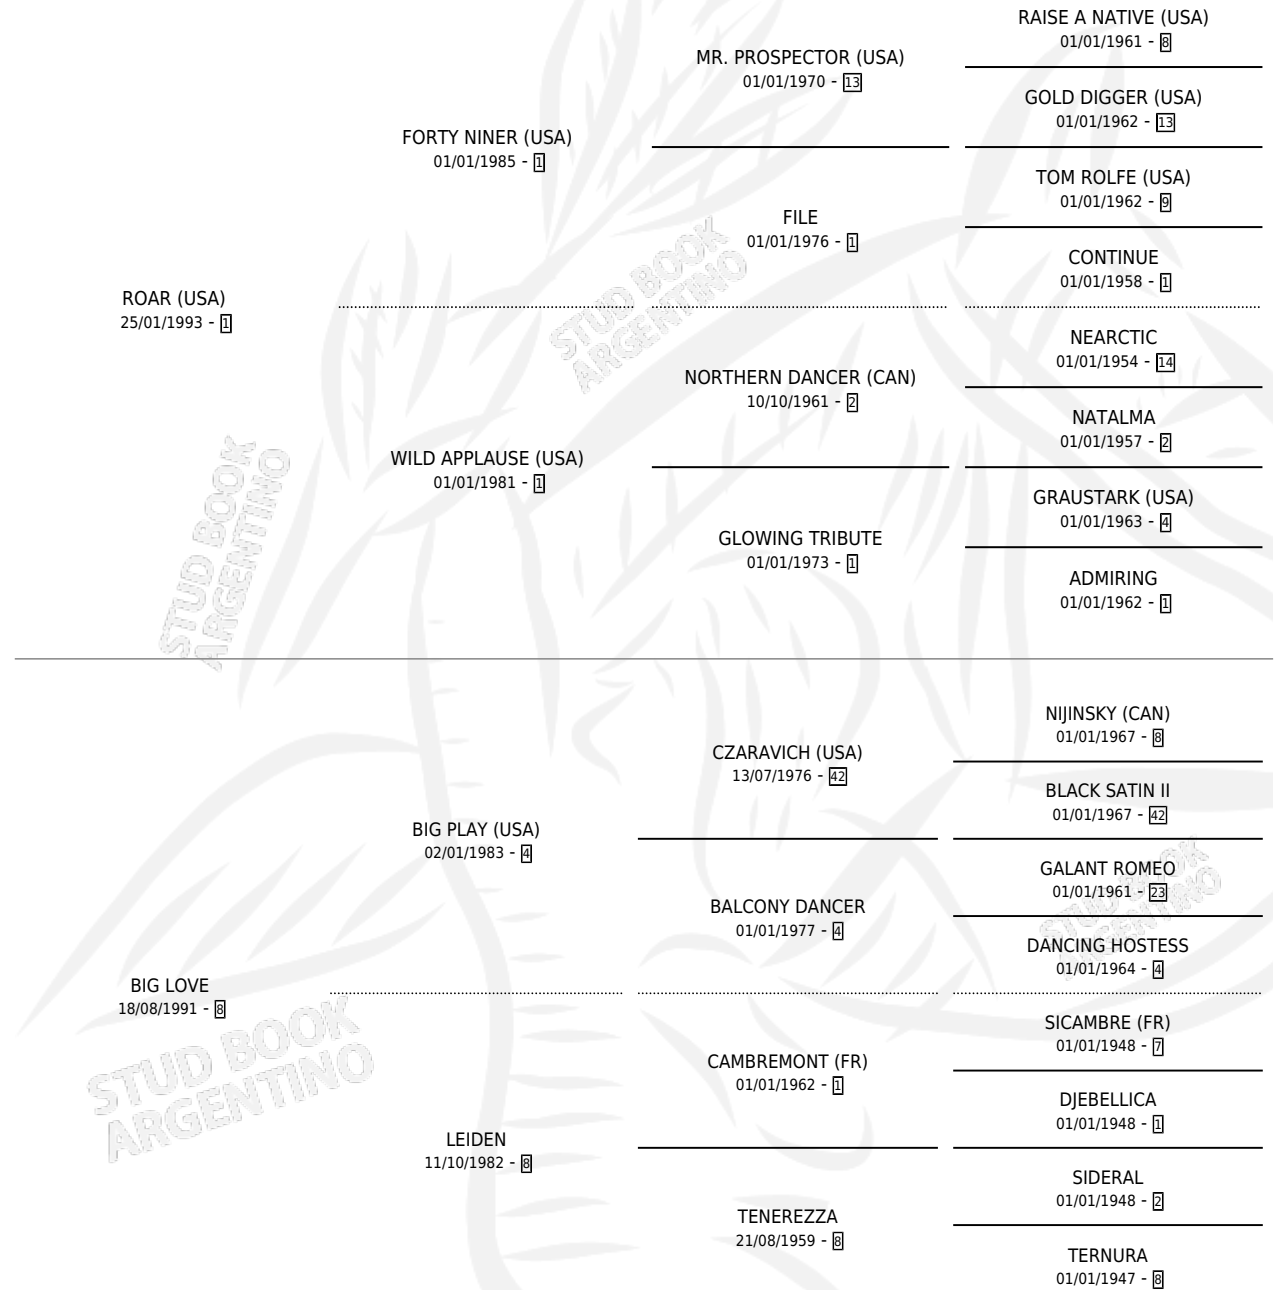 RAISE A NATIVE (USA)
01/01/1961 - 8
MR. PROSPECTOR (USA)
01/01/1970 - 13
GOLD DIGGER (USA)
01/01/1962 - 13
FORTY NINER (USA)
01/01/1985 - 1
TOM ROLFE (USA)
01/01/1962 - 9
FILE
01/01/1976 - 1
CONTINUE
01/01/1958 - 1
ROAR (USA)
25/01/1993 - 1
NEARCTIC
01/01/1954 - 14
NORTHERN DANCER (CAN)
10/10/1961 - 2
NATALMA
01/01/1957 - 2
WILD APPLAUSE (USA)
01/01/1981 - 1
GRAUSTARK (USA)
01/01/1963 - 4
GLOWING TRIBUTE
01/01/1973 - 1
ADMIRING
01/01/1962 - 1
STUD BOOK
ARGENTINO
STUD BOOK
ARGENTINO
NIJINSKY (CAN)
01/01/1967 - 8
CZARAVICH (USA)
13/07/1976 - 42
BLACK SATIN II
01/01/1967 - 42
BIG PLAY (USA)
02/01/1983 - 4
GALANT ROMEO
01/01/1961 - 23
BALCONY DANCER
01/01/1977 - 4
DANCING HOSTESS
01/01/1964 - 4
STUD BOOK
ARGENTINO
BIG LOVE
18/08/1991 - 8
SICAMBRE (FR)
01/01/1948 - 7
CAMBREMONT (FR)
01/01/1962 - 1
DJEBELLICA
01/01/1948 - 1
STUD BOOK
ARGENTINO
LEIDEN
11/10/1982 - 8
SIDERAL
01/01/1948 - 2
TENEREZZA
21/08/1959 - 8
TERNURA
01/01/1947 - 8